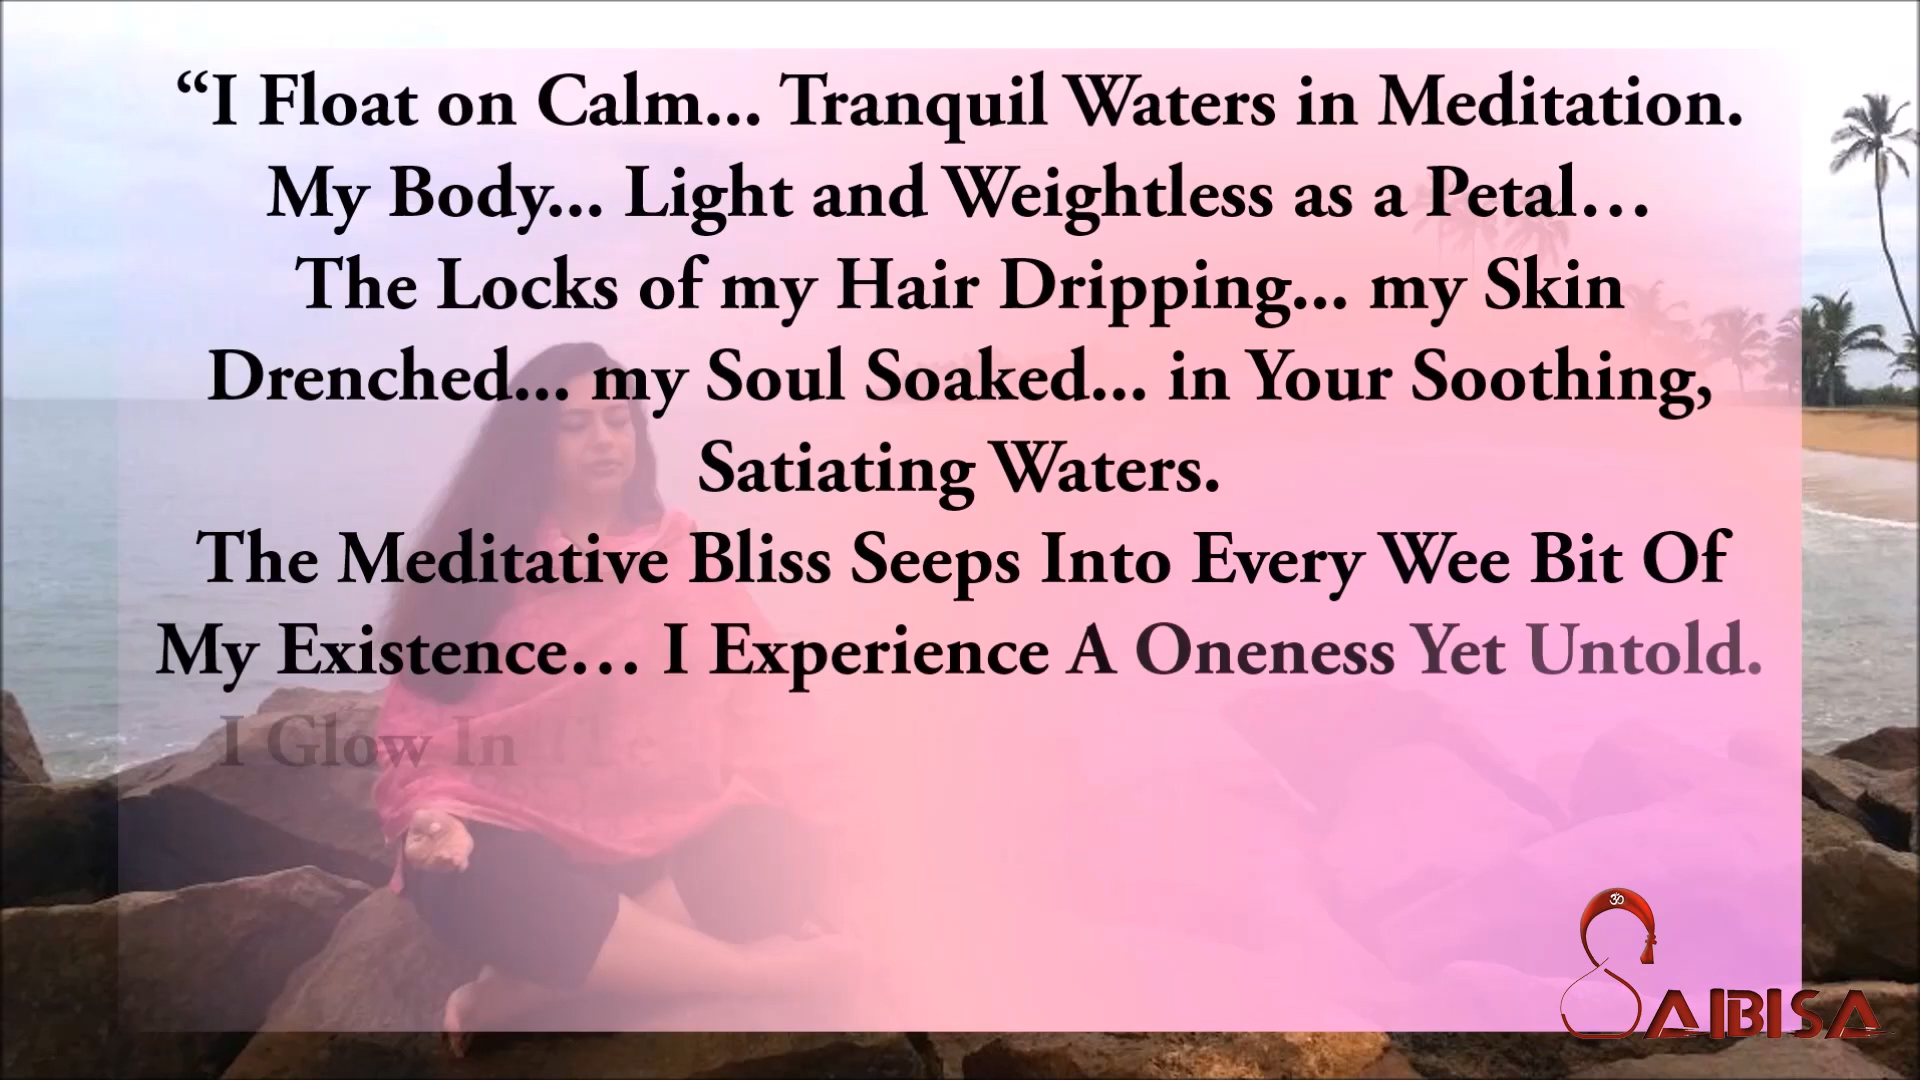 “I Float on Calm... Tranquil Waters in Meditation.
My Body... Light and Weightless as a Petal…
The Locks of my Hair Dripping... my Skin
Drenched... my Soul Soaked... in Your Soothing,
Satiating Waters.
The Meditative Bliss Seeps Into Every Wee Bit Of
My Existence… I Experience A Oneness Yet Untold.
I Glow In The
ॐ
SAIBISA